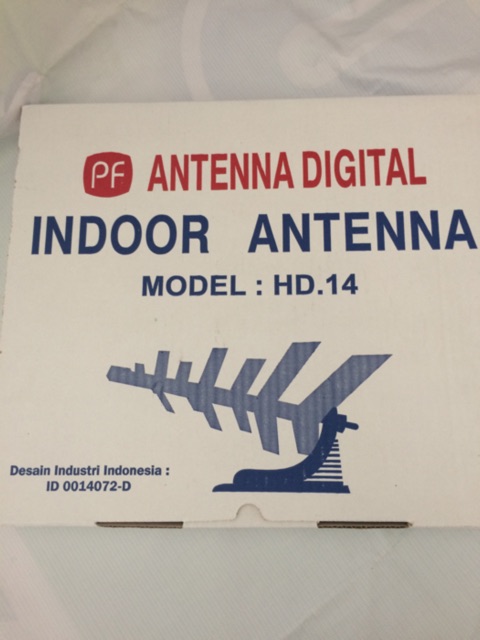 PF ANTENNA DIGITAL
INDOOR ANTENNA
MODEL : HD.14
Desain Industri Indonesia :
ID 0014072-D